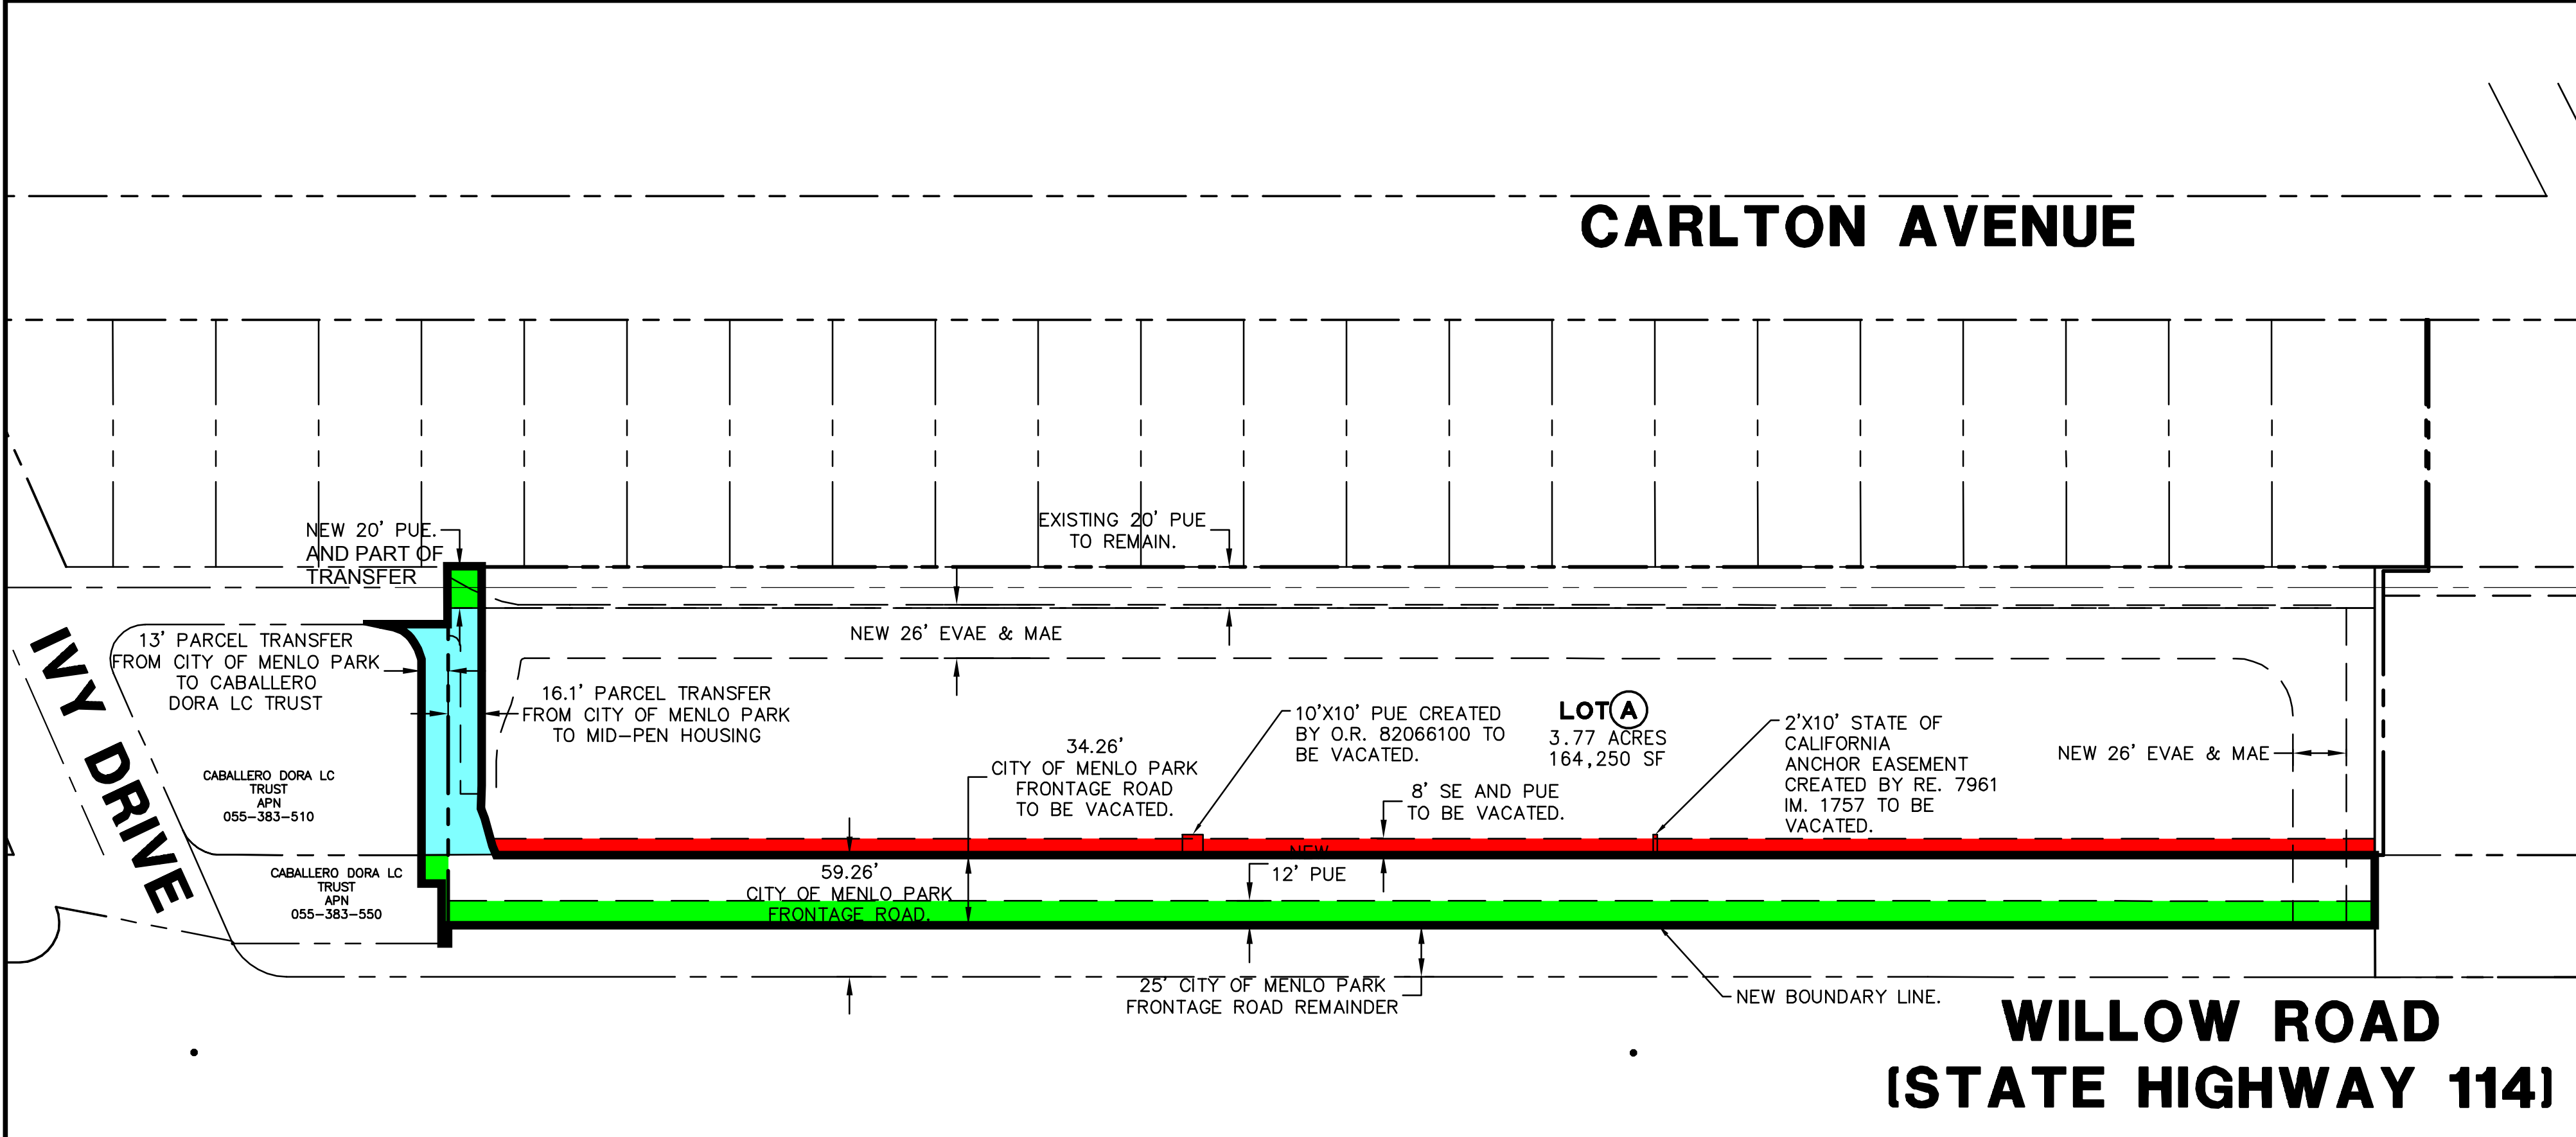 CARLTON AVENUE
NEW 20' PUE.
AND PART OF
TRANSFER
EXISTING 20' PUE
TO REMAIN.
IVY DRIVE
13' PARCEL TRANSFER
FROM CITY OF MENLO PARK
TO CABALLERO
DORA LC TRUST
NEW 26' EVAE & MAE
16.1' PARCEL TRANSFER
FROM CITY OF MENLO PARK
TO MID-PEN HOUSING
34.26'
CITY OF MENLO PARK
FRONTAGE ROAD
TO BE VACATED.
10'X10' PUE CREATED
BY O.R. 82066100 TO
BE VACATED.
LOT A
3.77 ACRES
164,250 SF
8' SE AND PUE
TO BE VACATED.
2'X10' STATE OF
CALIFORNIA
ANCHOR EASEMENT
CREATED BY RE. 7961
IM. 1757 TO BE
VACATED.
NEW 26' EVAE & MAE
CABALLERO DORA LC
TRUST
APN
055-383-510
CABALLERO DORA LC
TRUST
APN
055-383-550
59.26'
CITY OF MENLO PARK
FRONTAGE ROAD.
NEW
12' PUE
25' CITY OF MENLO PARK
FRONTAGE ROAD REMAINDER
NEW BOUNDARY LINE.
WILLOW ROAD
(STATE HIGHWAY 114)